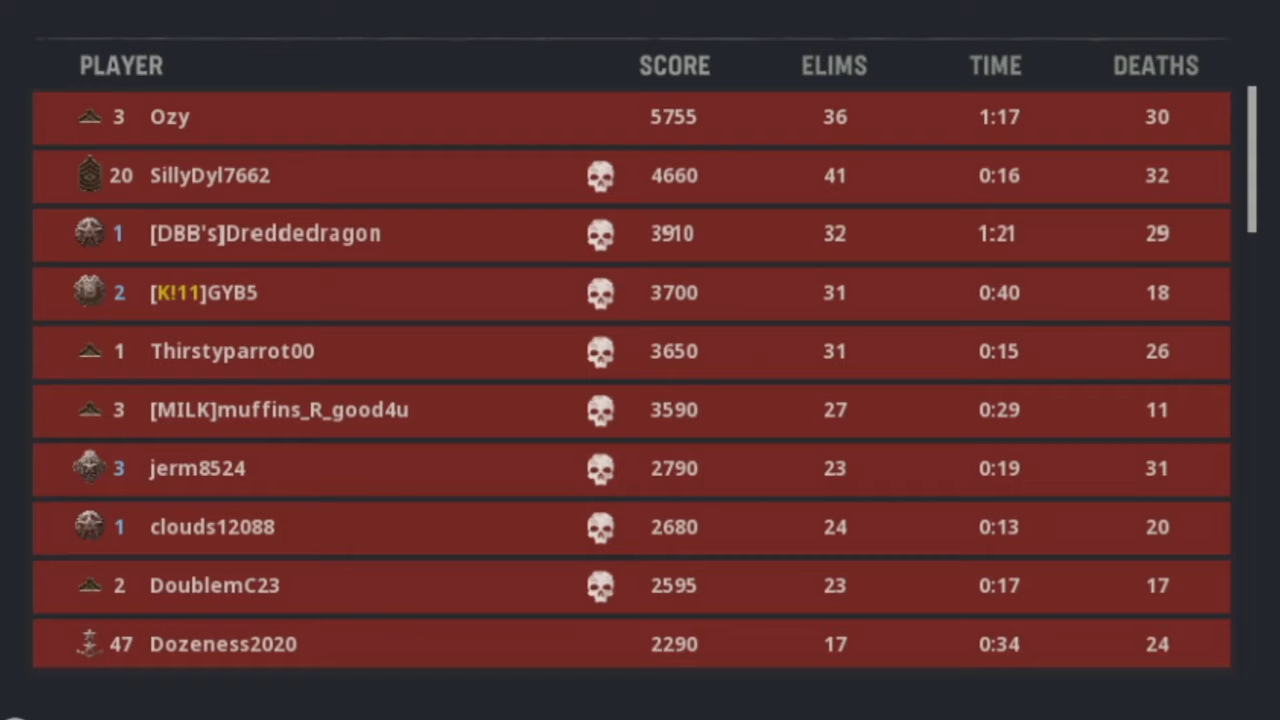 PLAYER SCORE ELIMS TIME DEATHS
3 Ozy 5755 36 1:17 30
20 SillyDyl7662 4660 41 0:16 32
1 [DBB's]Dreddedragon 3910 32 1:21 29
2 [K!11]GYB5 3700 31 0:40 18
1 Thirstyparrot00 3650 31 0:15 26
3 [MILK]muffins_R_good4u 3590 27 0:29 11
3 jerm8524 2790 23 0:19 31
1 clouds12088 2680 24 0:13 20
2 DoublemC23 2595 23 0:17 17
47 Dozeness2020 2290 17 0:34 24